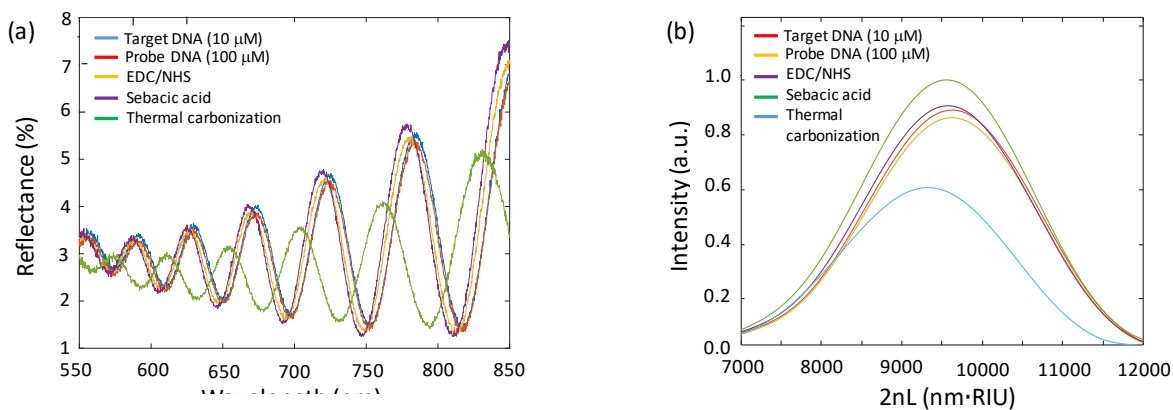 (a)
Target DNA (10 μM)
Probe DNA (100 μM)
EDC/NHS
Sebacic acid
Thermal carbonization
Reflectance (%)
8
7
6
5
4
3
2
1
550
600
650
700
750
800
850
Wavelength (nm)
(b)
Target DNA (10 μM)
Probe DNA (100 μM)
EDC/NHS
Sebacic acid
Thermal
carbonization
Intensity (a.u.)
1.0
0.8
0.6
0.4
0.2
0.0
7000
8000
9000
10000
11000
12000
2nL (nm·RIU)